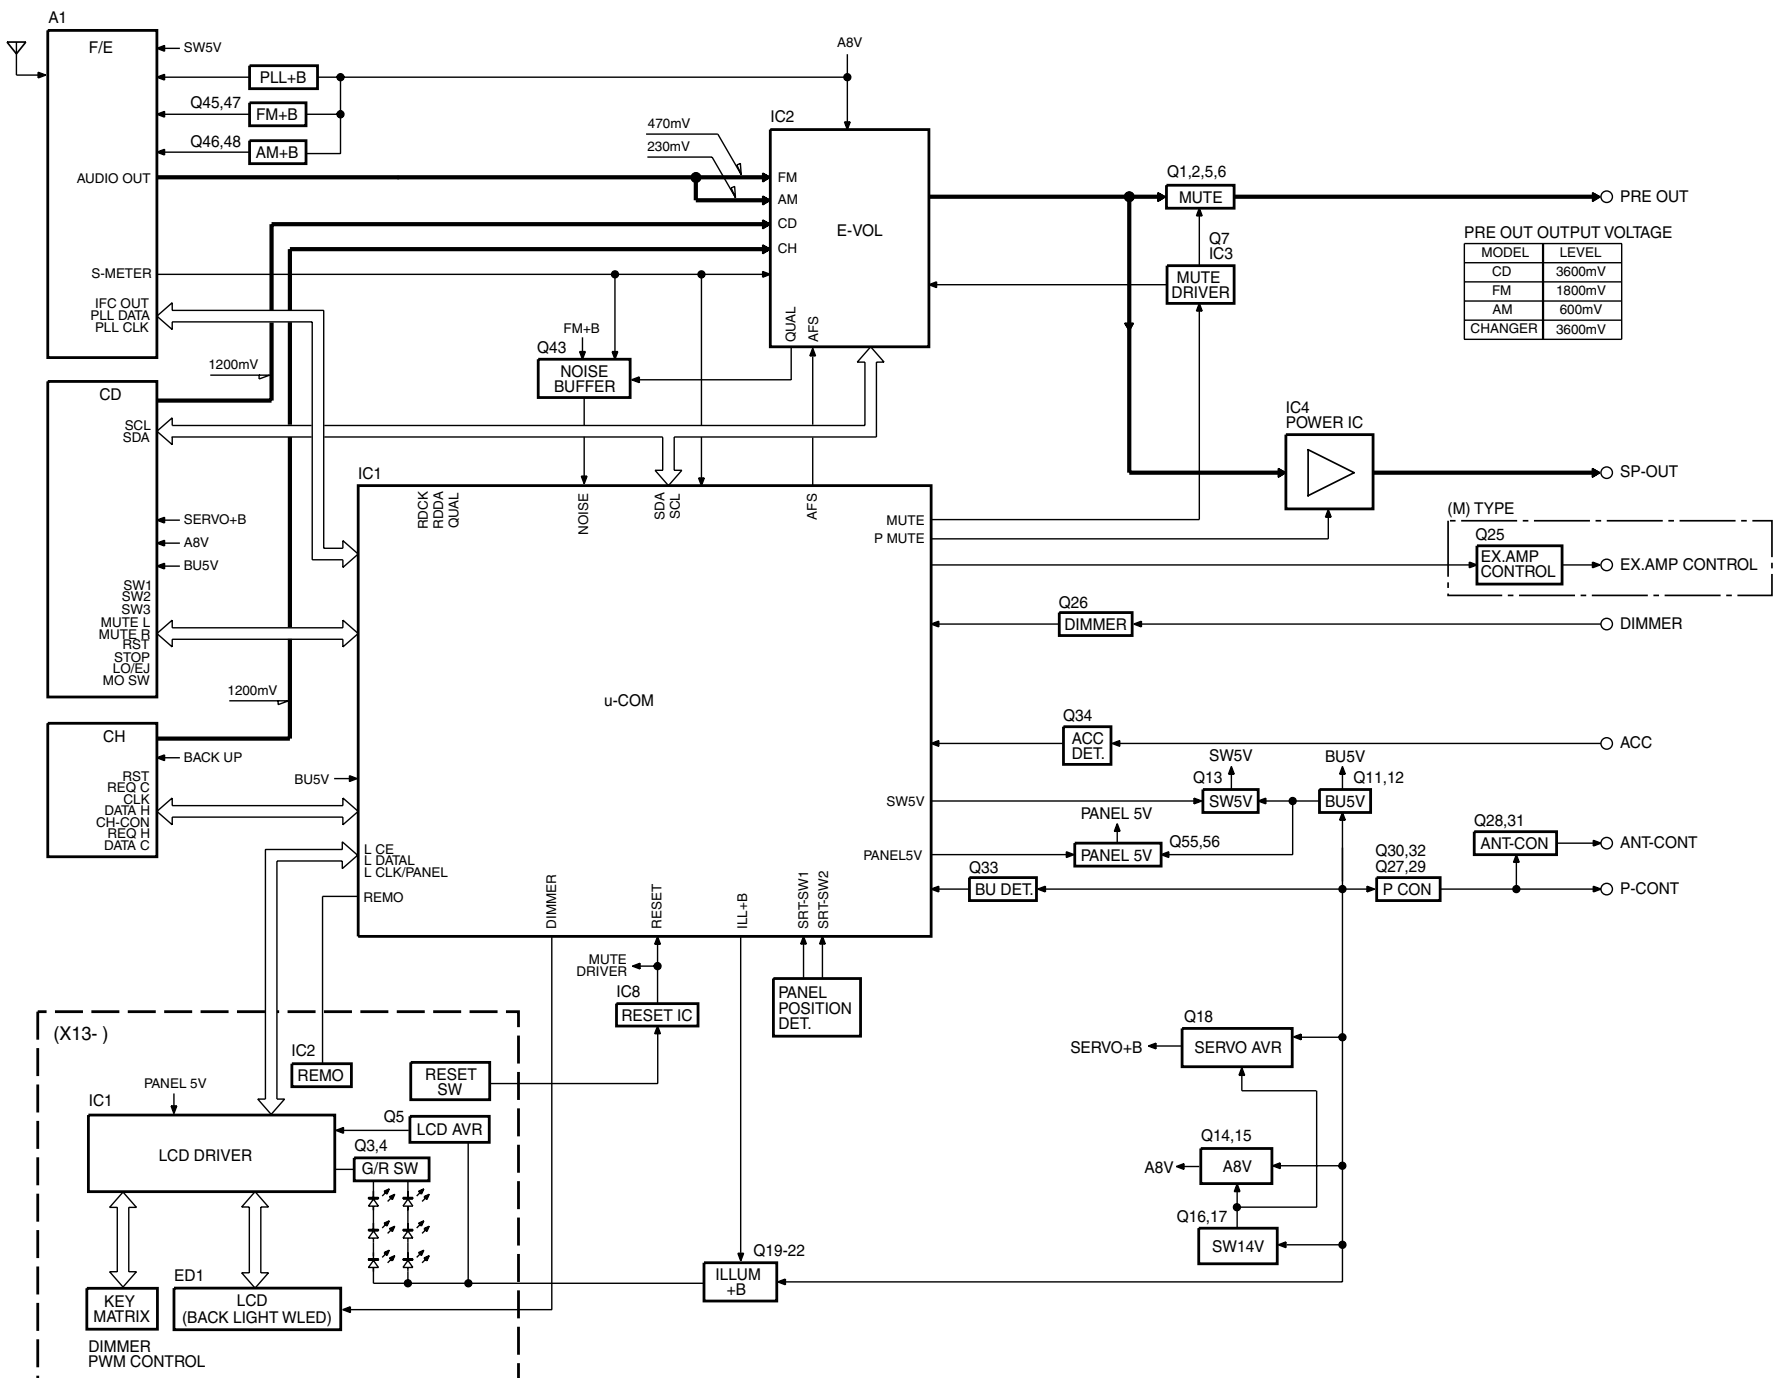 A1
F/E
SW5V
PLL+B
Q45,47
FM+B
Q46,48
AM+B
AUDIO OUT
S-METER
IFC OUT
PLL DATA
PLL CLK
A8V
IC2
470mV
230mV
FM
AM
CD
CH
E-VOL
QUAL
AFS
Q1,2,5,6
MUTE
PRE OUT
Q7
IC3
MUTE
DRIVER
PRE OUT OUTPUT VOLTAGE
MODEL LEVEL
CD 3600mV
FM 1800mV
AM 600mV
CHANGER 3600mV
FM+B
Q43
NOISE
BUFFER
1200mV
CD
SCL
SDA
SERVO+B
A8V
BU5V
SW1
SW2
SW3
MUTE L
MUTE R
RST
STOP
LO/EJ
MO SW
1200mV
CH
BACK UP
RST
REQ C
CLK
DATA H
CH-CON
REQ H
DATA C
IC4
POWER IC
SP-OUT
(M) TYPE
Q25
EX.AMP
CONTROL
EX.AMP CONTROL
IC1
RDCK
RDDA
QUAL
NOISE
SDA
SCL
AFS
MUTE
P MUTE
u-COM
BU5V
L CE
L DATAL
L CLK/PANEL
REMO
DIMMER
RESET
ILL+B
SRT-SW1
SRT-SW2
SW5V
PANEL5V
Q26
DIMMER
DIMMER
Q34
ACC
DET.
ACC
SW5V
Q13
SW5V
BU5V
Q11,12
BU5V
PANEL 5V
PANEL 5V
Q55,56
Q33
BU DET.
Q30,32
Q27,29
P CON
Q28,31
ANT-CON
ANT-CONT
P-CONT
MUTE
DRIVER
IC8
RESET IC
PANEL
POSITION
DET.
Q18
SERVO+B
SERVO AVR
Q14,15
A8V
A8V
Q16,17
SW14V
Q19-22
ILLUM
+B
(X13- )
IC2
REMO
RESET
SW
PANEL 5V
IC1
LCD DRIVER
Q5
LCD AVR
Q3,4
G/R SW
KEY
MATRIX
ED1
LCD
(BACK LIGHT WLED)
DIMMER
PWM CONTROL